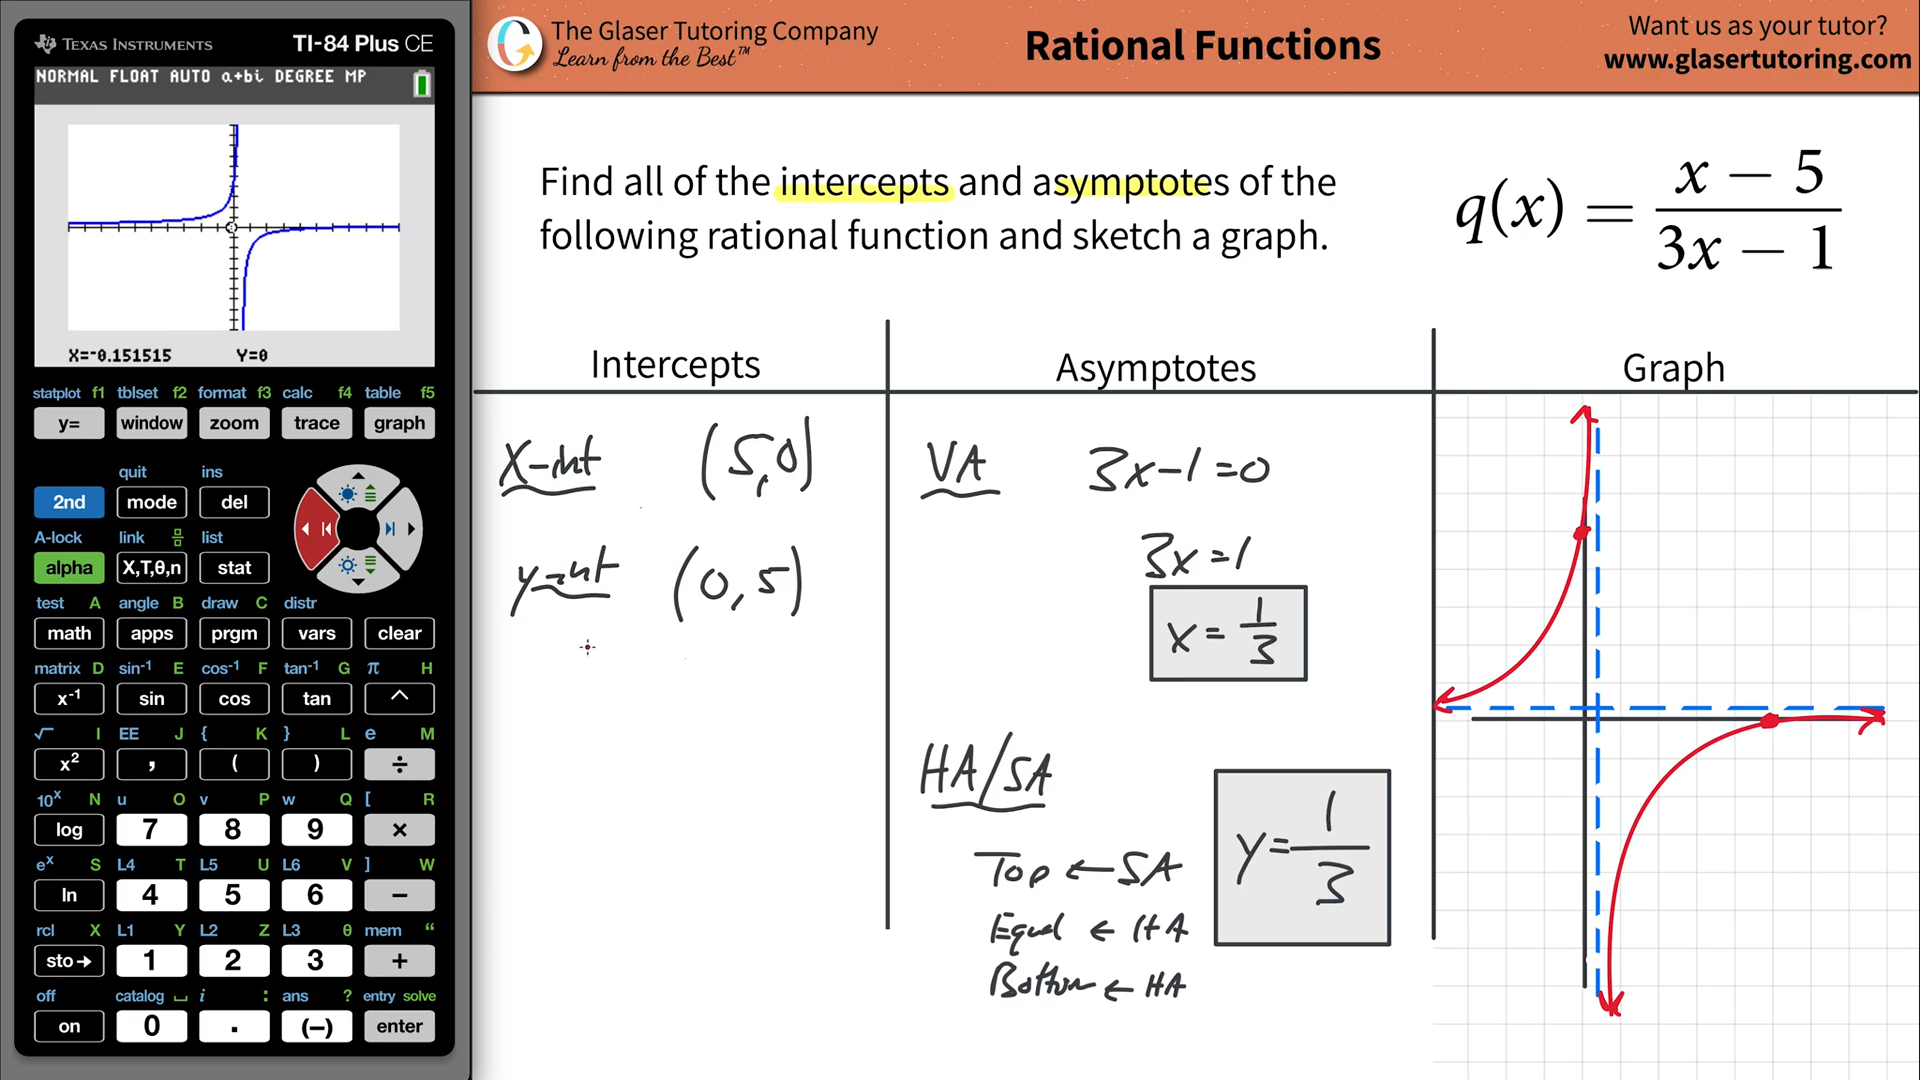 TEXAS INSTRUMENTS TI-84 Plus CE
NORMAL FLOAT AUTO a+bi DEGREE MP
X=-0.151515 Y=0
statplot f1 tblset f2 format f3 calc f4 table f5
y= window zoom trace graph
quit ins
2nd mode del
A-lock link list
alpha X,T,θ,n stat
test A angle B draw C distr
math apps prgm vars clear
matrix D sin⁻¹ E cos⁻¹ F tan⁻¹ G π H
x⁻¹ sin cos tan ^
√ I EE J { K } L e M
x² , ( ) ÷
10ˣ N u O v P w Q [ R
log 7 8 9 ×
eˣ S L4 T L5 U L6 V ] W
ln 4 5 6 −
rcl X L1 Y L2 Z L3 θ mem "
sto→ 1 2 3 +
off catalog ⎵ i : ans ? entry solve
on 0 . (−) enter
The Glaser Tutoring Company
Learn from the Best™
Rational Functions
Want us as your tutor?
www.glasertutoring.com
Find all of the intercepts and asymptotes of the
following rational function and sketch a graph.
q(x) = (x − 5)/(3x − 1)
Intercepts
X-int (5,0)
y-int (0,5)
Asymptotes
VA 3x-1=0
3x=1
x = 1/3
HA/SA
Top ← SA
Equal ← HA
Bottom ← HA
y= 1/3
Graph